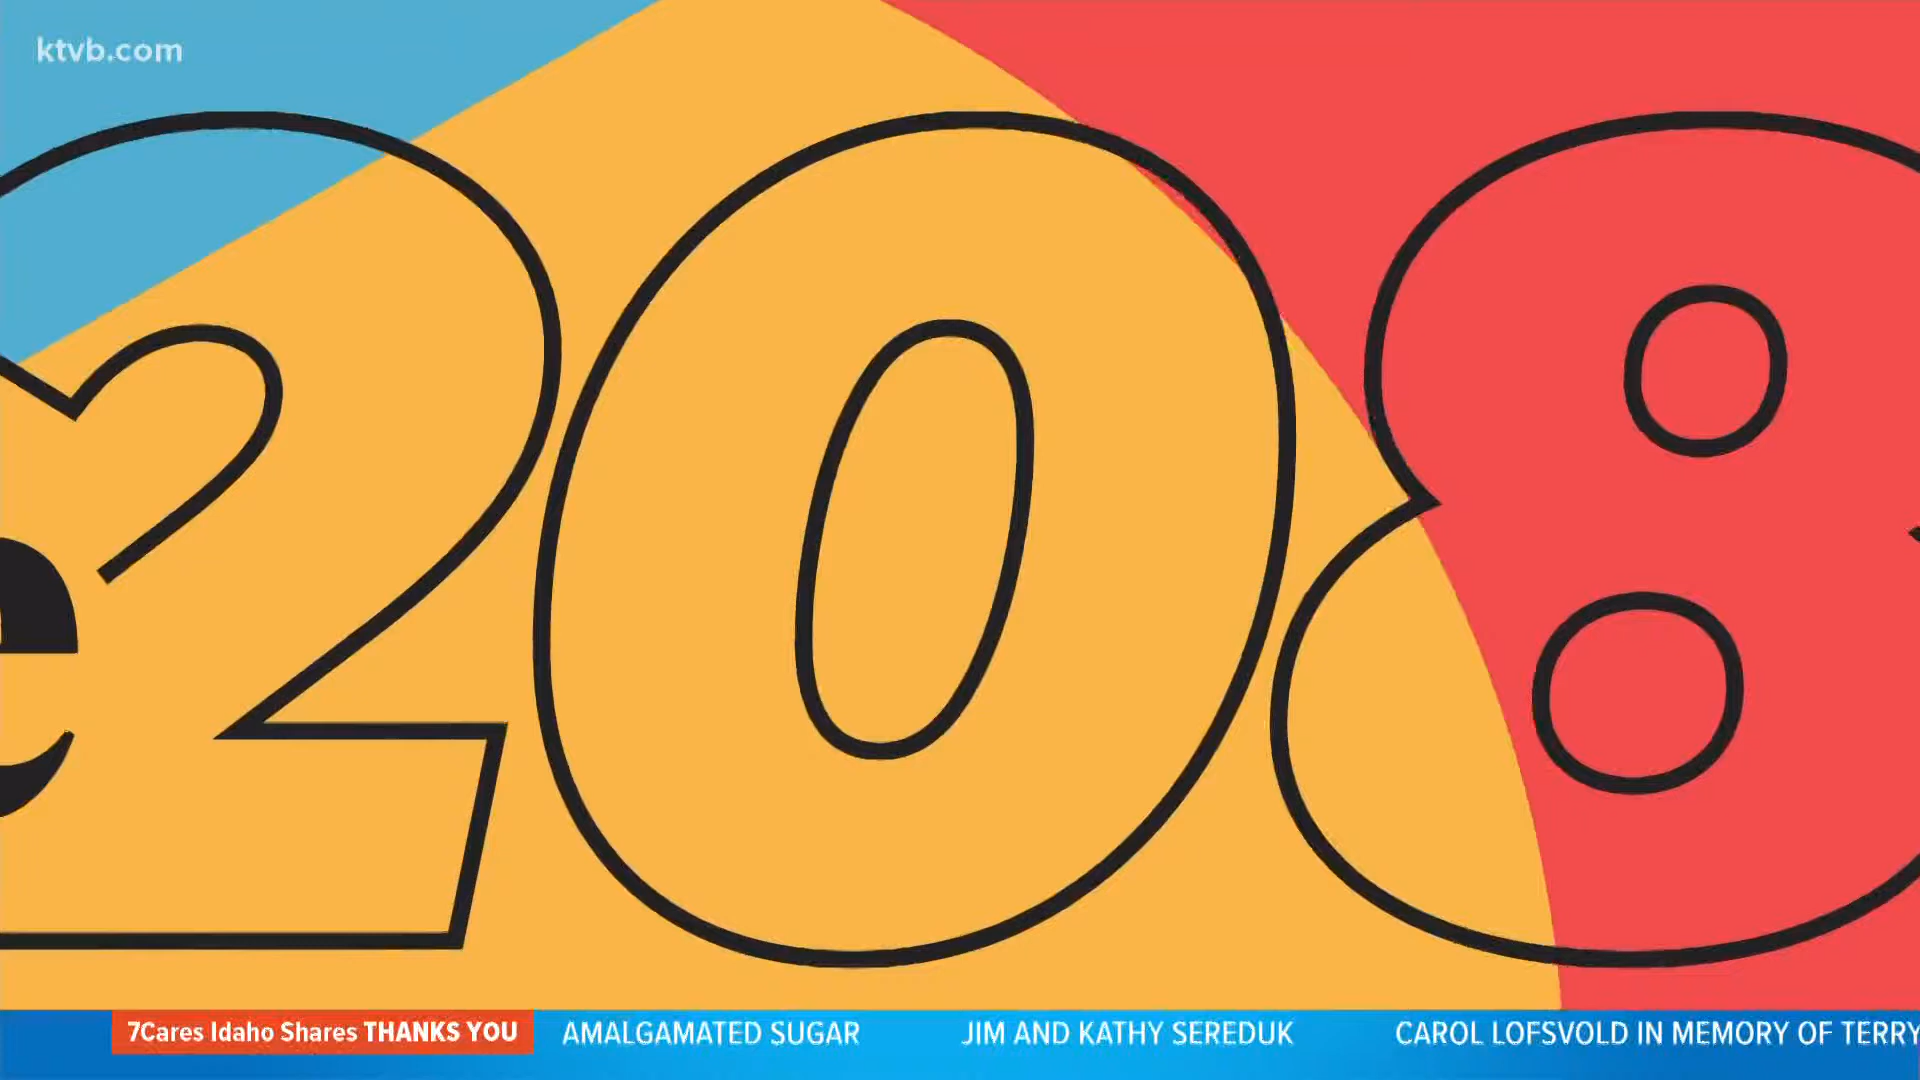 ktvb.com
e 208
7Cares Idaho Shares THANKS YOU AMALGAMATED SUGAR JIM AND KATHY SEREDUK CAROL LOFSVOLD IN MEMORY OF TERRY